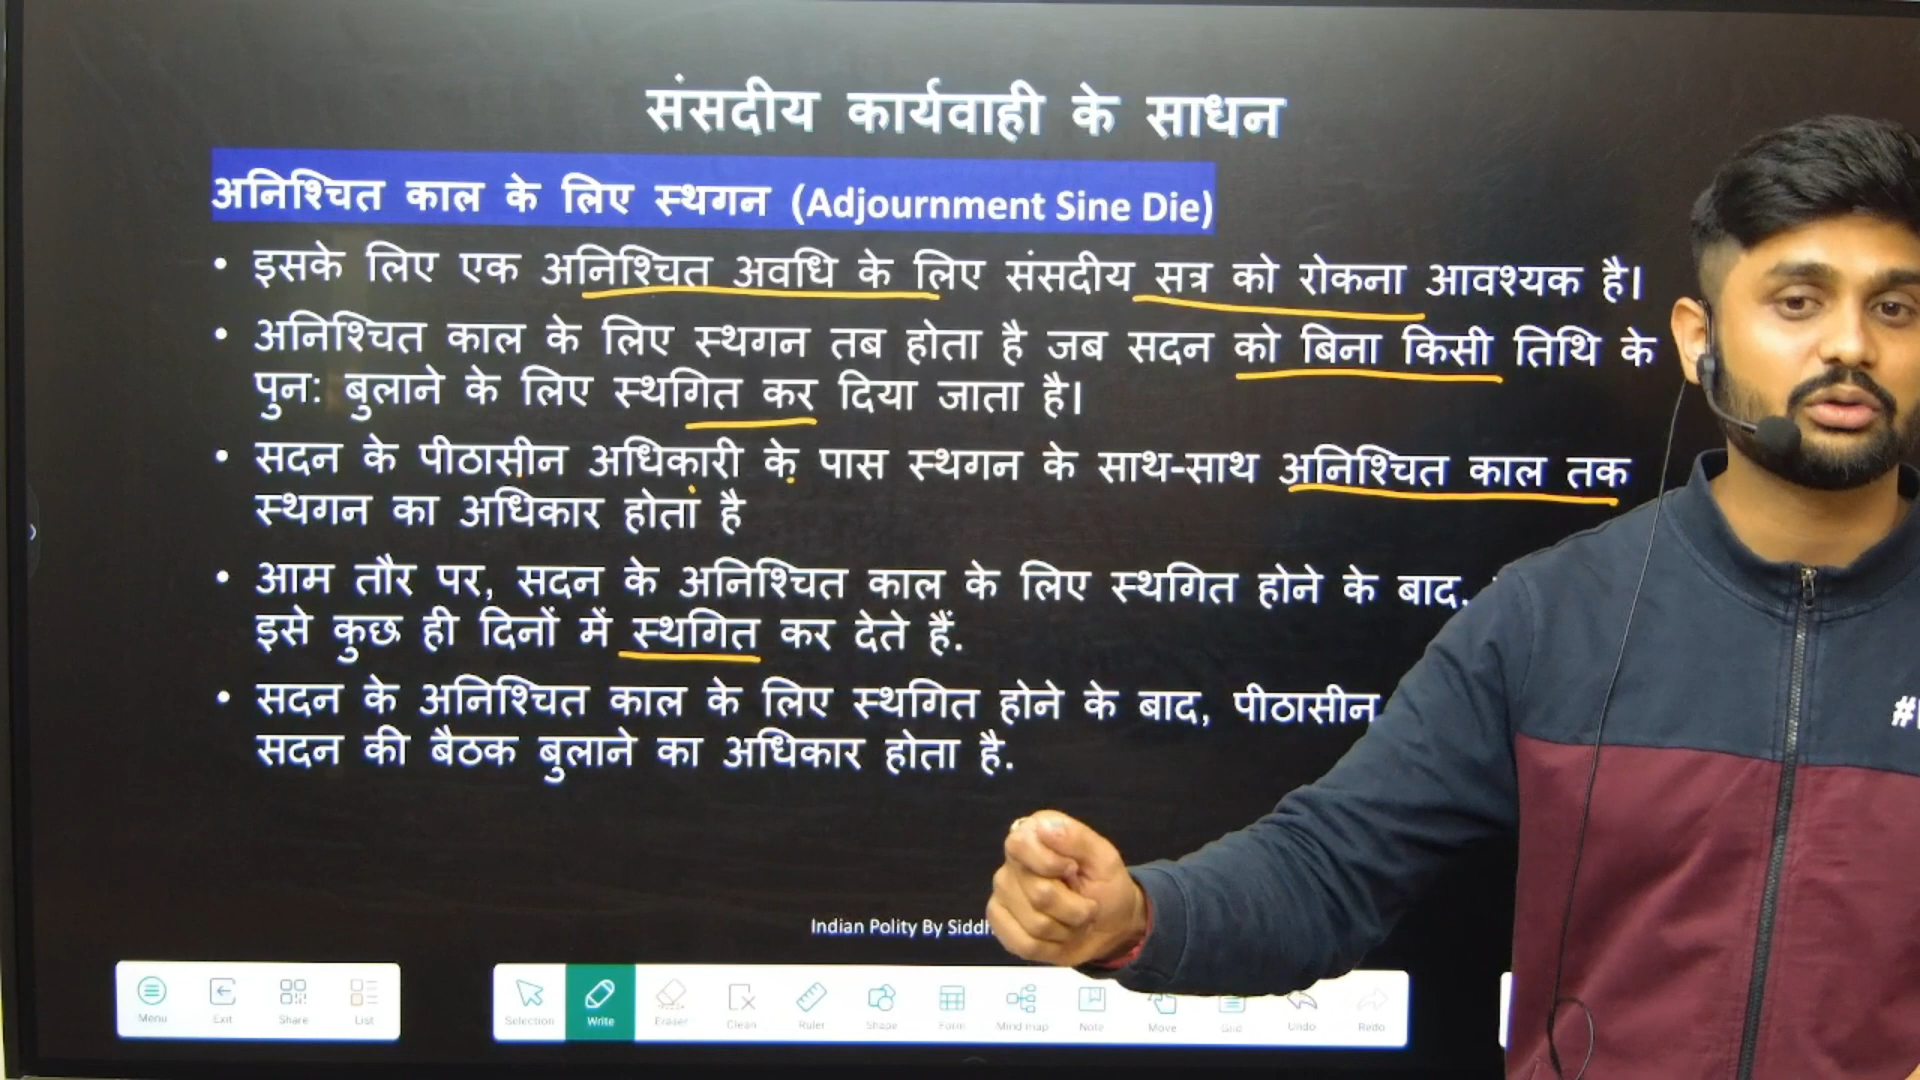 संसदीय कार्यवाही के साधन
अनिश्चित काल के लिए स्थगन (Adjournment Sine Die)
• इसके लिए एक अनिश्चित अवधि के लिए संसदीय सत्र को रोकना आवश्यक है।
• अनिश्चित काल के लिए स्थगन तब होता है जब सदन को बिना किसी तिथि के
पुन: बुलाने के लिए स्थगित कर दिया जाता है।
• सदन के पीठासीन अधिकारी के पास स्थगन के साथ-साथ अनिश्चित काल तक
स्थगन का अधिकार होता है
• आम तौर पर, सदन के अनिश्चित काल के लिए स्थगित होने के बाद,
इसे कुछ ही दिनों में स्थगित कर देते हैं.
• सदन के अनिश्चित काल के लिए स्थगित होने के बाद, पीठासीन
सदन की बैठक बुलाने का अधिकार होता है.
Indian Polity By
Menu Exit Share List
Selection Write Eraser Clean Ruler Shape Form Mind map Note Move Grid Undo Redo